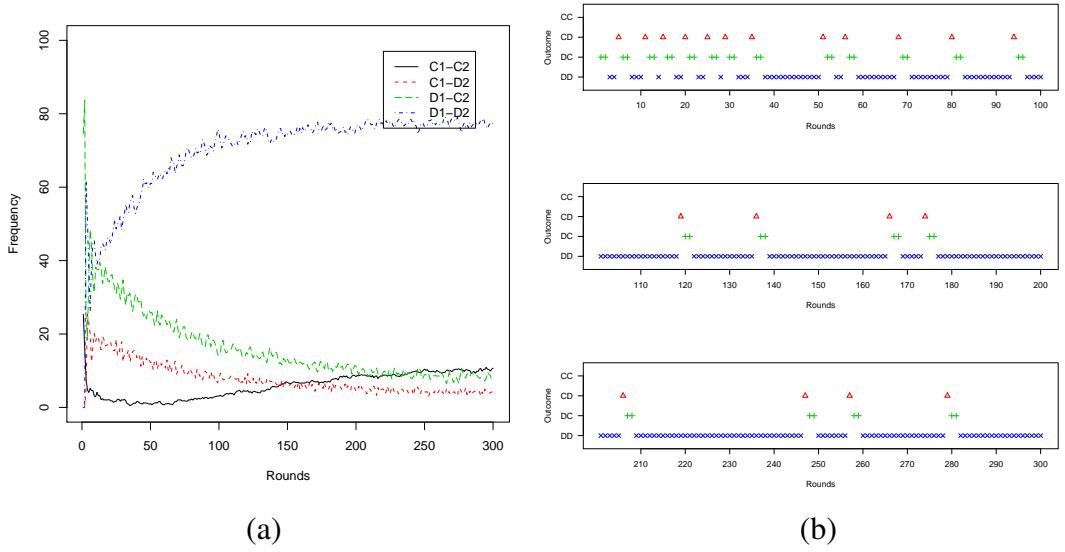 (a)
100
80
60
40
20
0
Frequency
C1−C2
C1−D2
D1−C2
D1−D2
0 50 100 150 200 250 300
Rounds
(b)
Outcome
CC
CD
DC
DD
10 20 30 40 50 60 70 80 90 100
Rounds
Outcome
CC
CD
DC
DD
110 120 130 140 150 160 170 180 190 200
Rounds
Outcome
CC
CD
DC
DD
210 220 230 240 250 260 270 280 290 300
Rounds